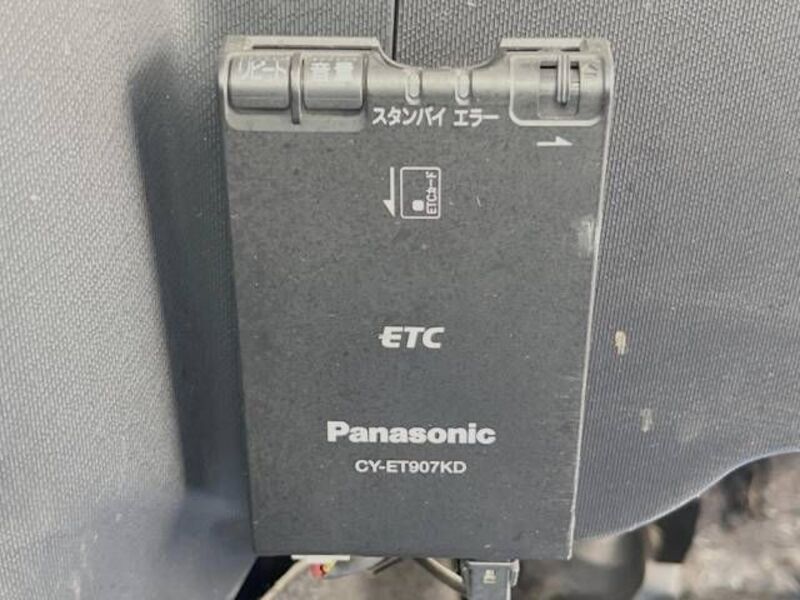 リピート 音量
スタンバイ エラー
ETCカード
ETC
Panasonic
CY-ET907KD